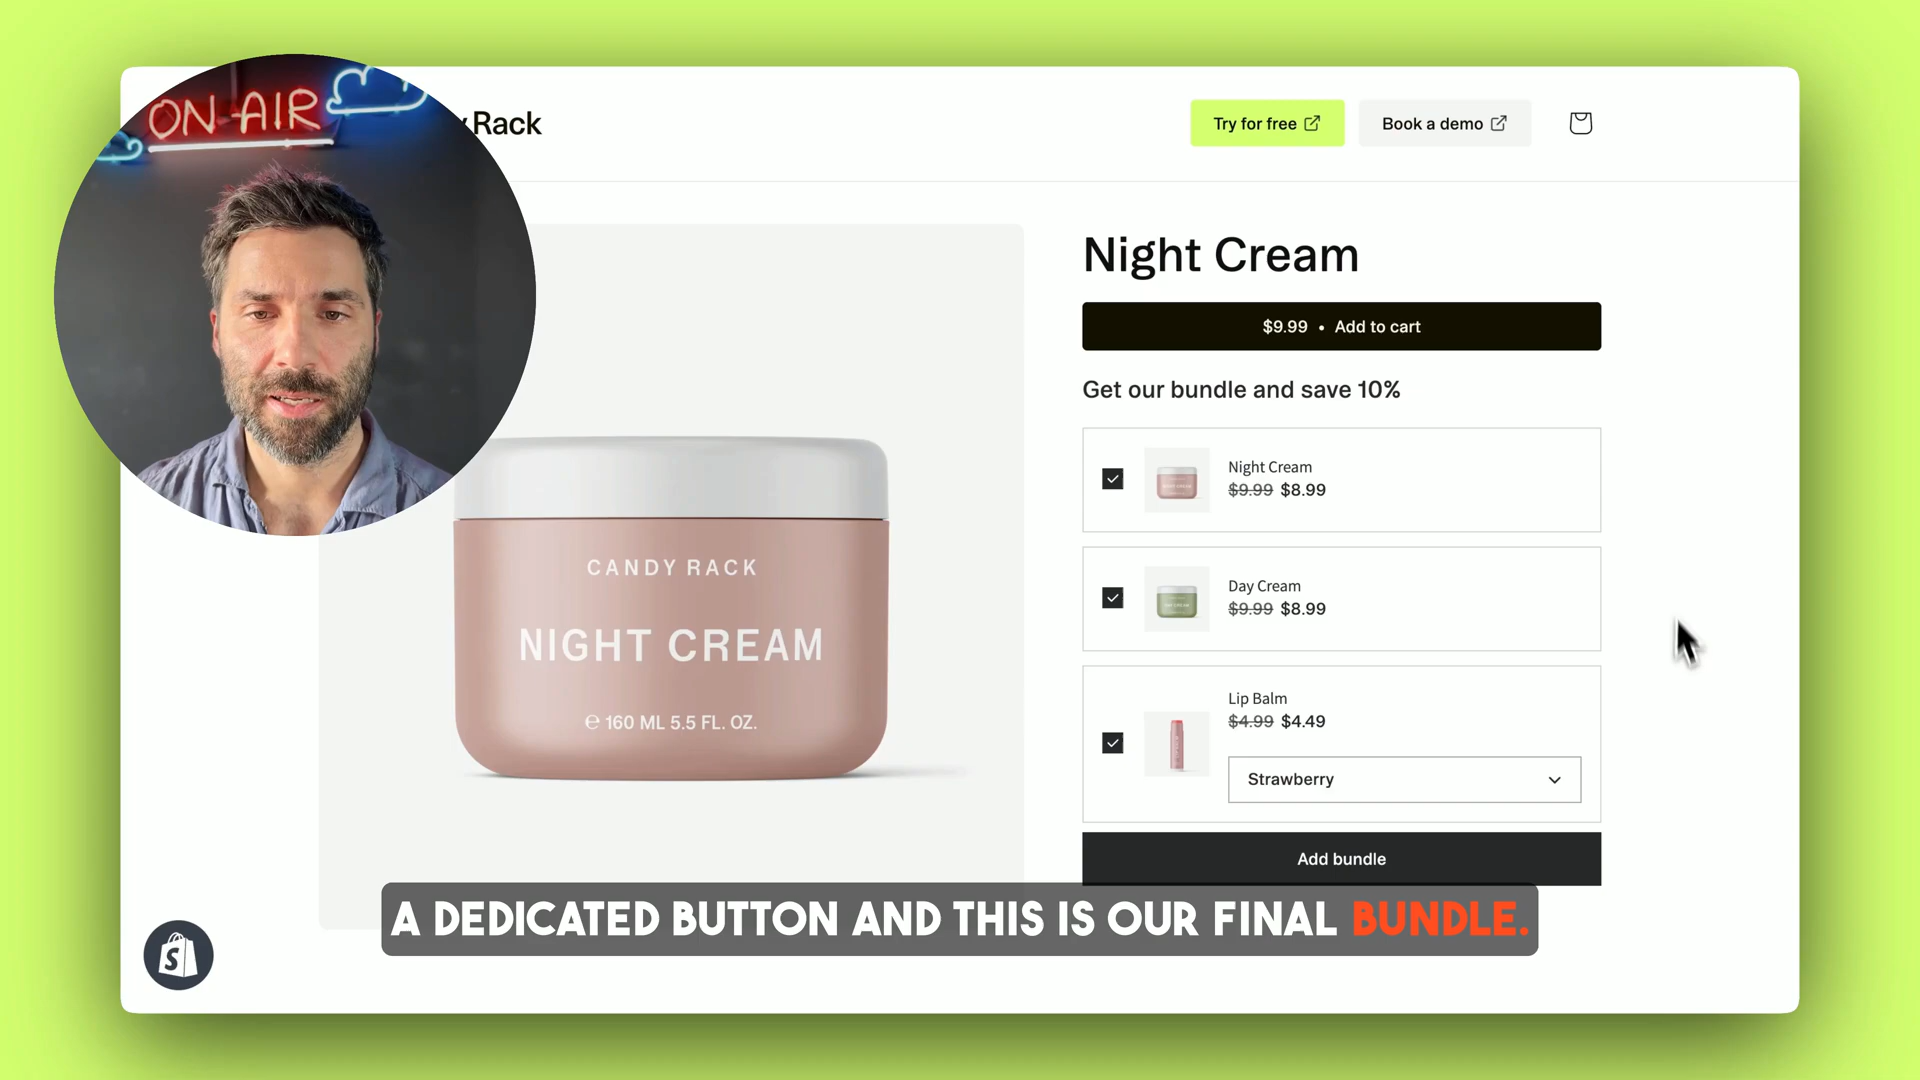 ON AIR
Rack
Try for free
Book a demo
Night Cream
$9.99 • Add to cart
Get our bundle and save 10%
Night Cream
$9.99 $8.99
Day Cream
$9.99 $8.99
Lip Balm
$4.99 $4.49
Strawberry
Add bundle
CANDY RACK
NIGHT CREAM
℮ 160 ML 5.5 FL. OZ.
A DEDICATED BUTTON AND THIS IS OUR FINAL BUNDLE.